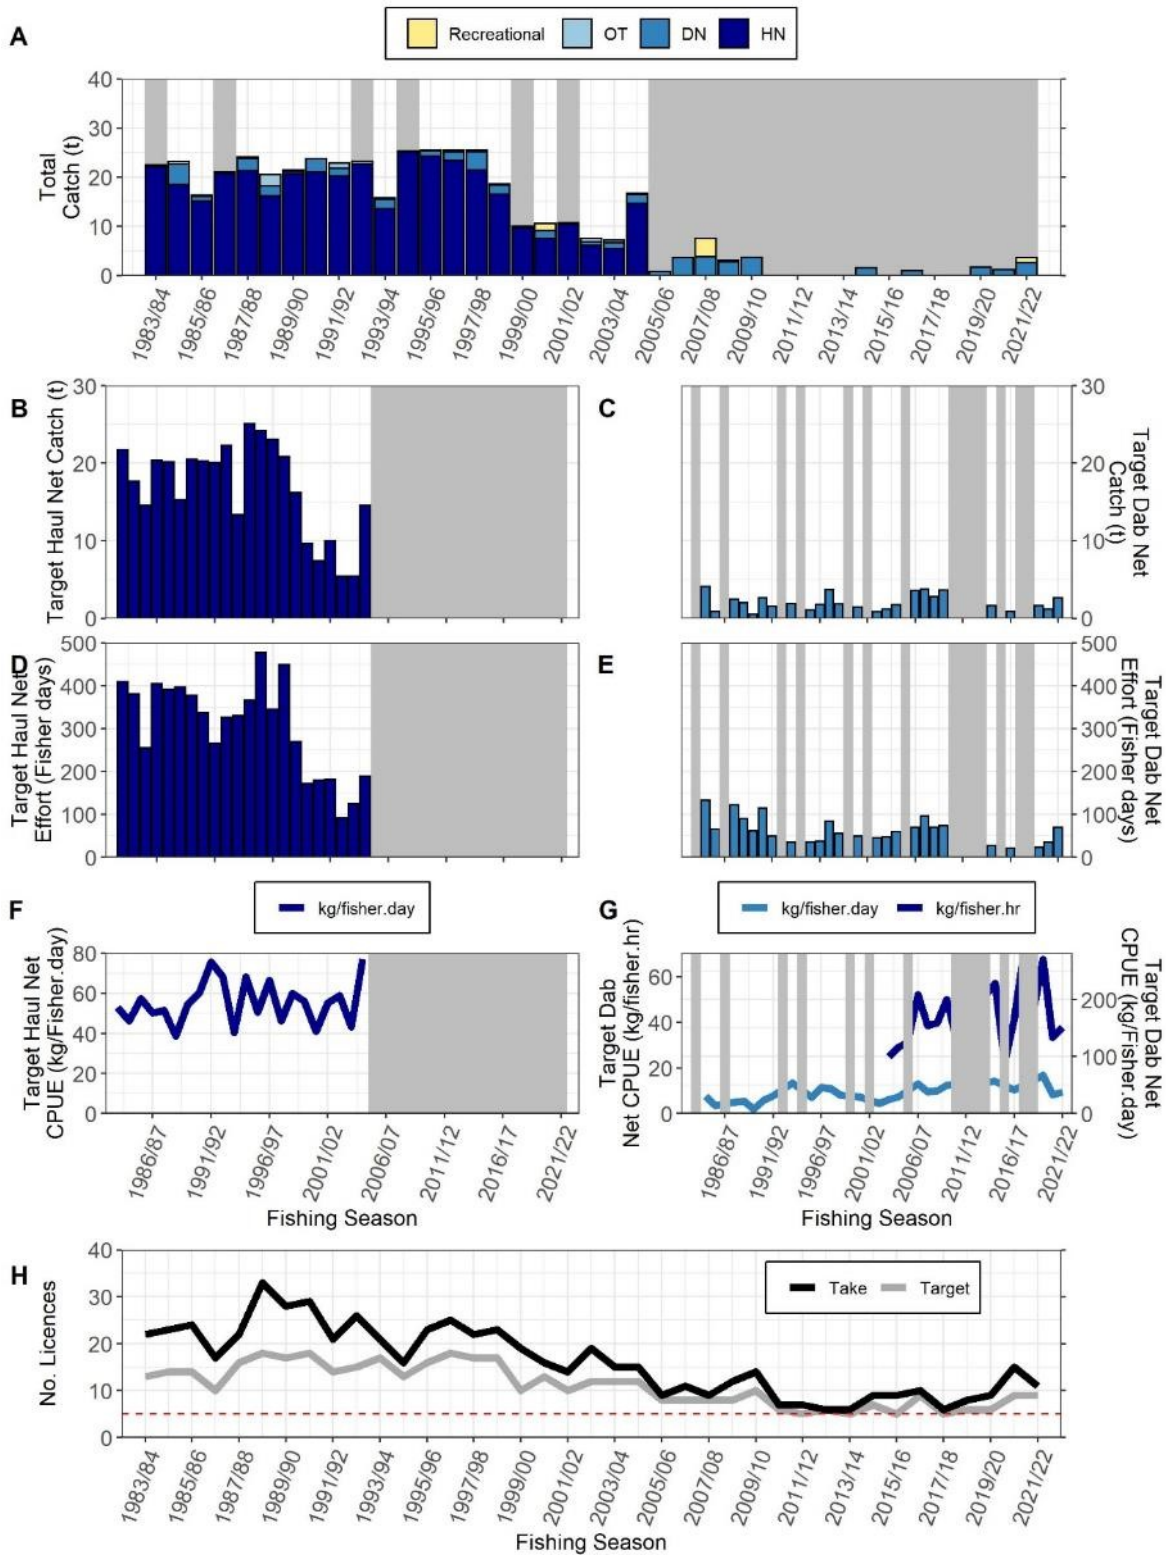 A
Recreational OT DN HN
Total
Catch (t)
40
30
20
10
0
1983/84 1985/86 1987/88 1989/90 1991/92 1993/94 1995/96 1997/98 1999/00 2001/02 2003/04 2005/06 2007/08 2009/10 2011/12 2013/14 2015/16 2017/18 2019/20 2021/22
B
Target Haul Net Catch (t)
30
20
10
0
C
30
20
10
0
Target Dab Net
Catch (t)
D
Target Haul Net
Effort (Fisher days)
500
400
300
200
100
0
E
500
400
300
200
100
0
Target Dab Net
Effort (Fisher days)
F
kg/fisher.day
Target Haul Net
CPUE (kg/Fisher.day)
80
60
40
20
0
1986/87 1991/92 1996/97 2001/02 2006/07 2011/12 2016/17 2021/22
Fishing Season
G
kg/fisher.day kg/fisher.hr
Target Dab
Net CPUE (kg/fisher.hr)
60
40
20
0
200
100
0
Target Dab Net
CPUE (kg/Fisher.day)
1986/87 1991/92 1996/97 2001/02 2006/07 2011/12 2016/17 2021/22
Fishing Season
H
Take Target
No. Licences
40
30
20
10
0
1983/84 1985/86 1987/88 1989/90 1991/92 1993/94 1995/96 1997/98 1999/00 2001/02 2003/04 2005/06 2007/08 2009/10 2011/12 2013/14 2015/16 2017/18 2019/20 2021/22
Fishing Season